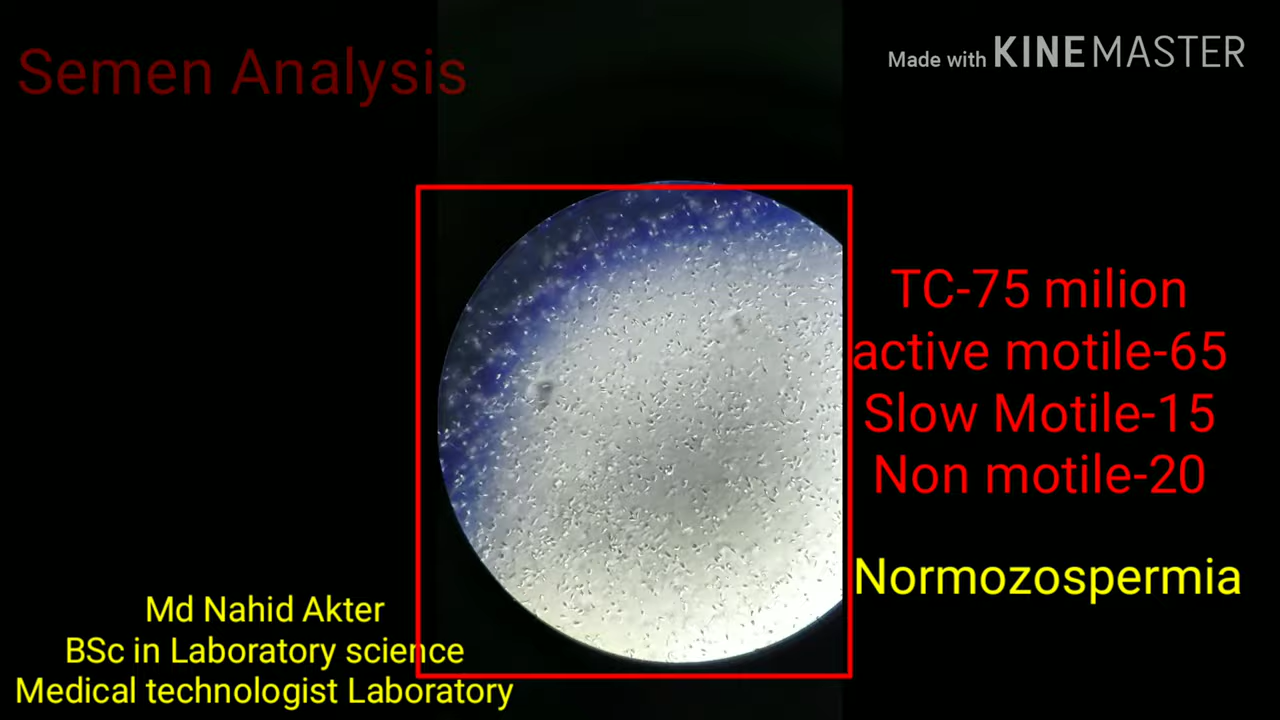 Semen Analysis
Made with KINEMASTER
TC-75 milion
active motile-65
Slow Motile-15
Non motile-20
Normozospermia
Md Nahid Akter
BSc in Laboratory science
Medical technologist Laboratory